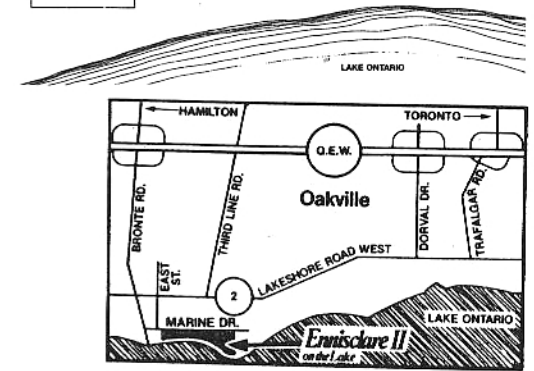 LAKE ONTARIO
HAMILTON
TORONTO
Q.E.W.
Oakville
BRONTE RD.
THIRD LINE RD.
DORVAL DR.
TRAFALGAR RD.
EAST
ST.
2
LAKESHORE ROAD WEST
MARINE DR.
LAKE ONTARIO
Ennisclare II
on the Lake